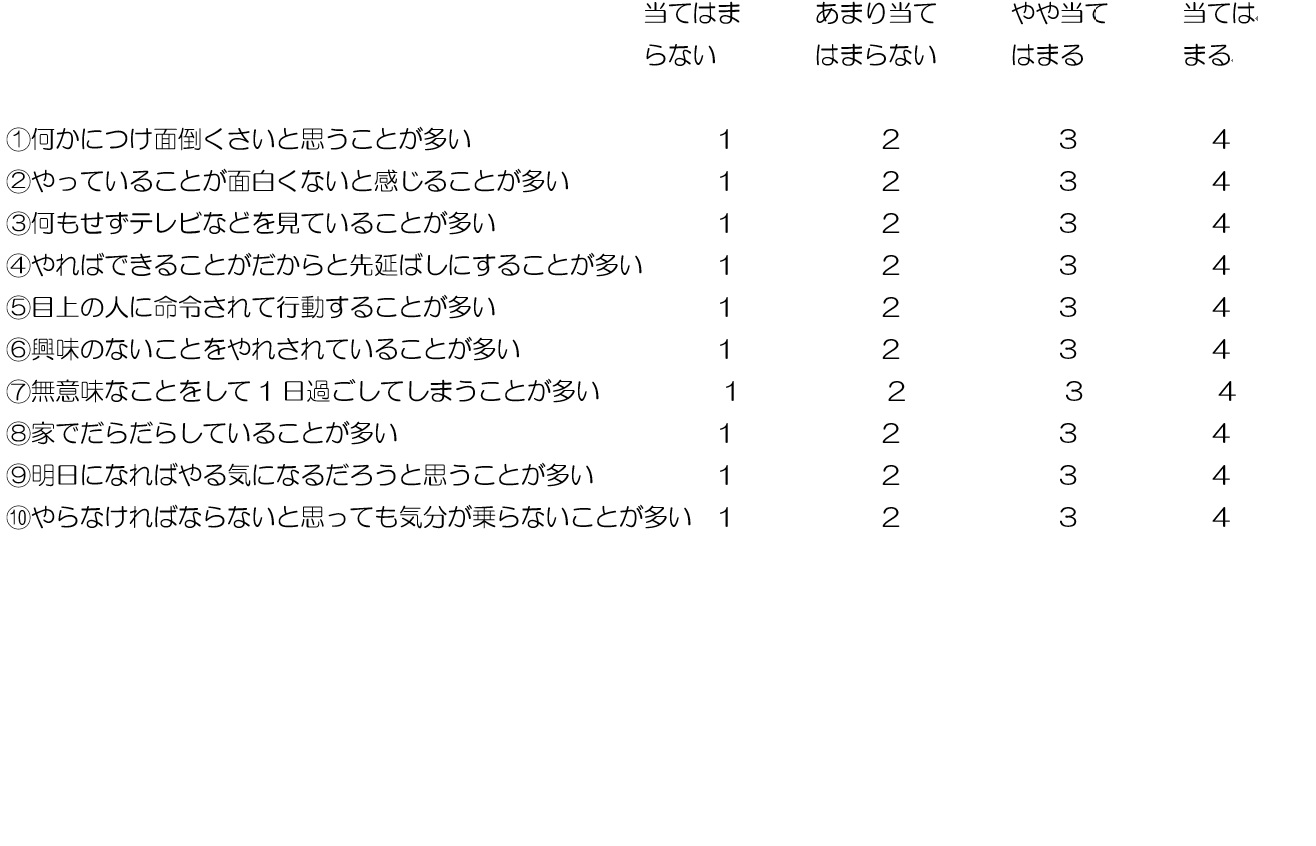 当てはま あまり当て やや当て 当ては
らない はまらない はまる まる
①何かにつけ面倒くさいと思うことが多い 1 2 3 4
②やっていることが面白くないと感じることが多い 1 2 3 4
③何もせずテレビなどを見ていることが多い 1 2 3 4
④やればできることがだからと先延ばしにすることが多い 1 2 3 4
⑤目上の人に命令されて行動することが多い 1 2 3 4
⑥興味のないことをやれされていることが多い 1 2 3 4
⑦無意味なことをして1日過ごしてしまうことが多い 1 2 3 4
⑧家でだらだらしていることが多い 1 2 3 4
⑨明日になればやる気になるだろうと思うことが多い 1 2 3 4
⑩やらなければならないと思っても気分が乗らないことが多い 1 2 3 4